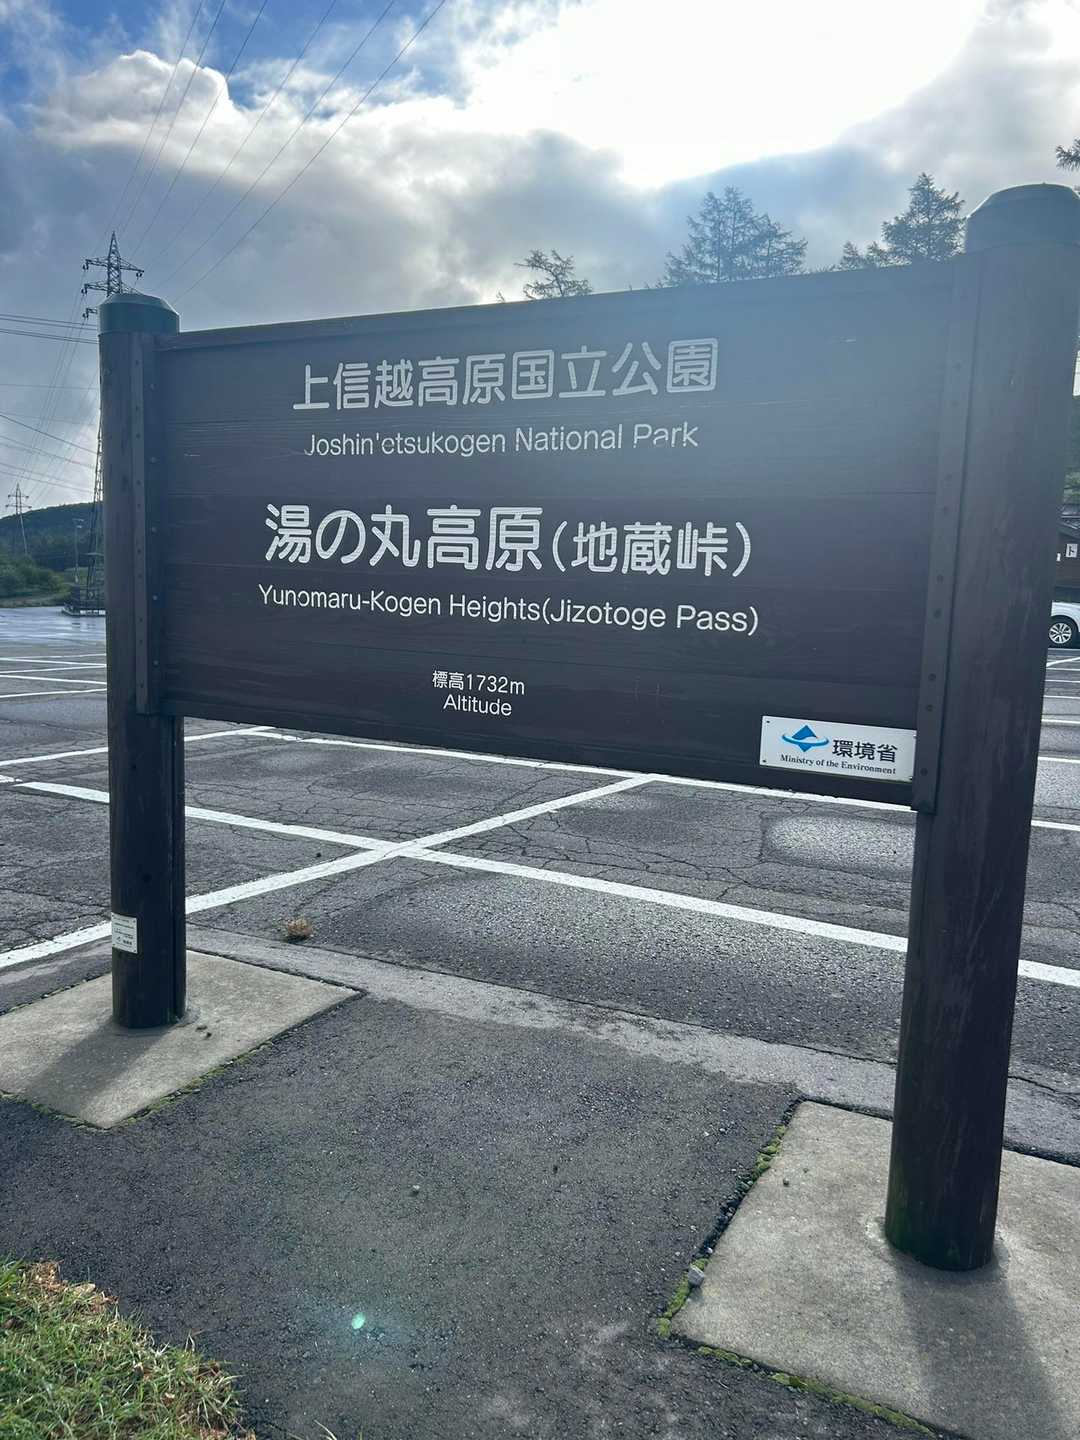 上信越高原国立公園
Joshin'etsukogen National Park
湯の丸高原(地蔵峠)
Yunomaru-Kogen Heights(Jizotoge Pass)
標高1732m
Altitude
環境省
Ministry of the Environment